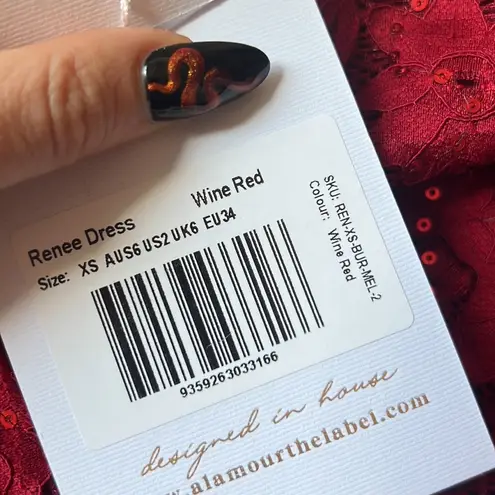 Renee Dress Wine Red
Size: XS AUS6 US2 UK6 EU34
SKU: REN-XS-BUR-MEL-2
Colour: Wine Red
9359263033166
designed in house
www.alamourthelabel.com